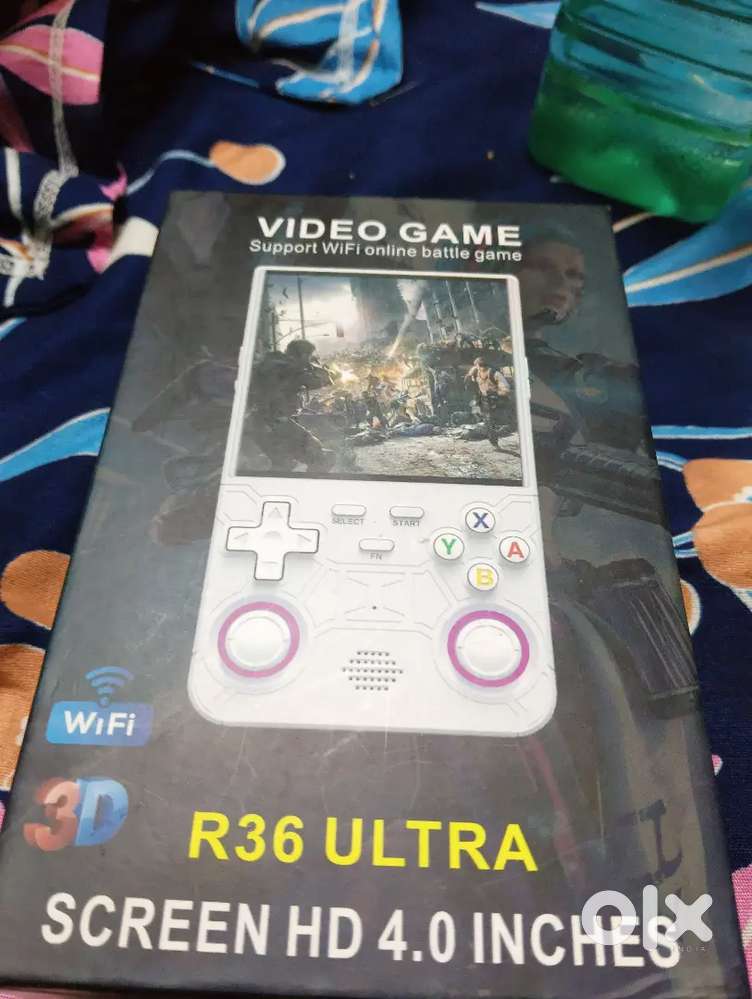 VIDEO GAME
Support WiFi online battle game
SELECT
START
FN
X
Y
A
B
WiFi
3D
R36 ULTRA
SCREEN HD 4.0 INCHES
olx
INDIA